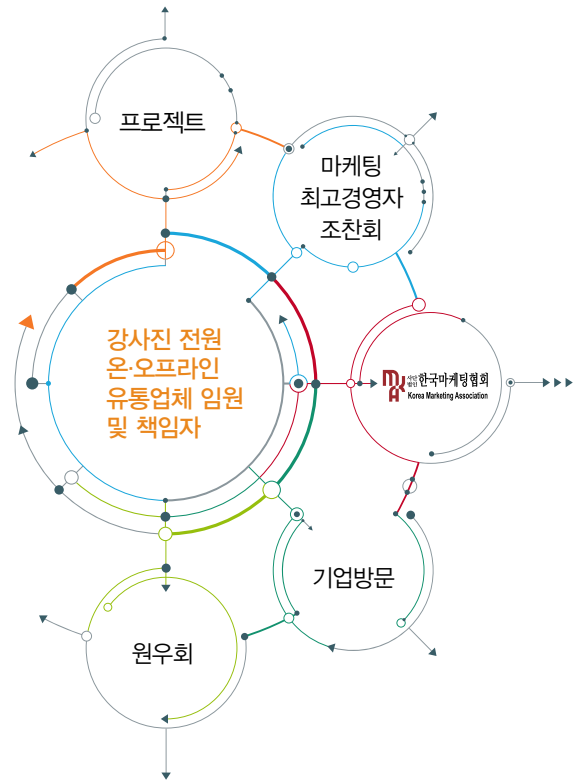 프로젝트
마케팅
최고경영자
조찬회
강사진 전원
온·오프라인
유통업체 임원
및 책임자
사단법인 한국마케팅협회
Korea Marketing Association
기업방문
원우회